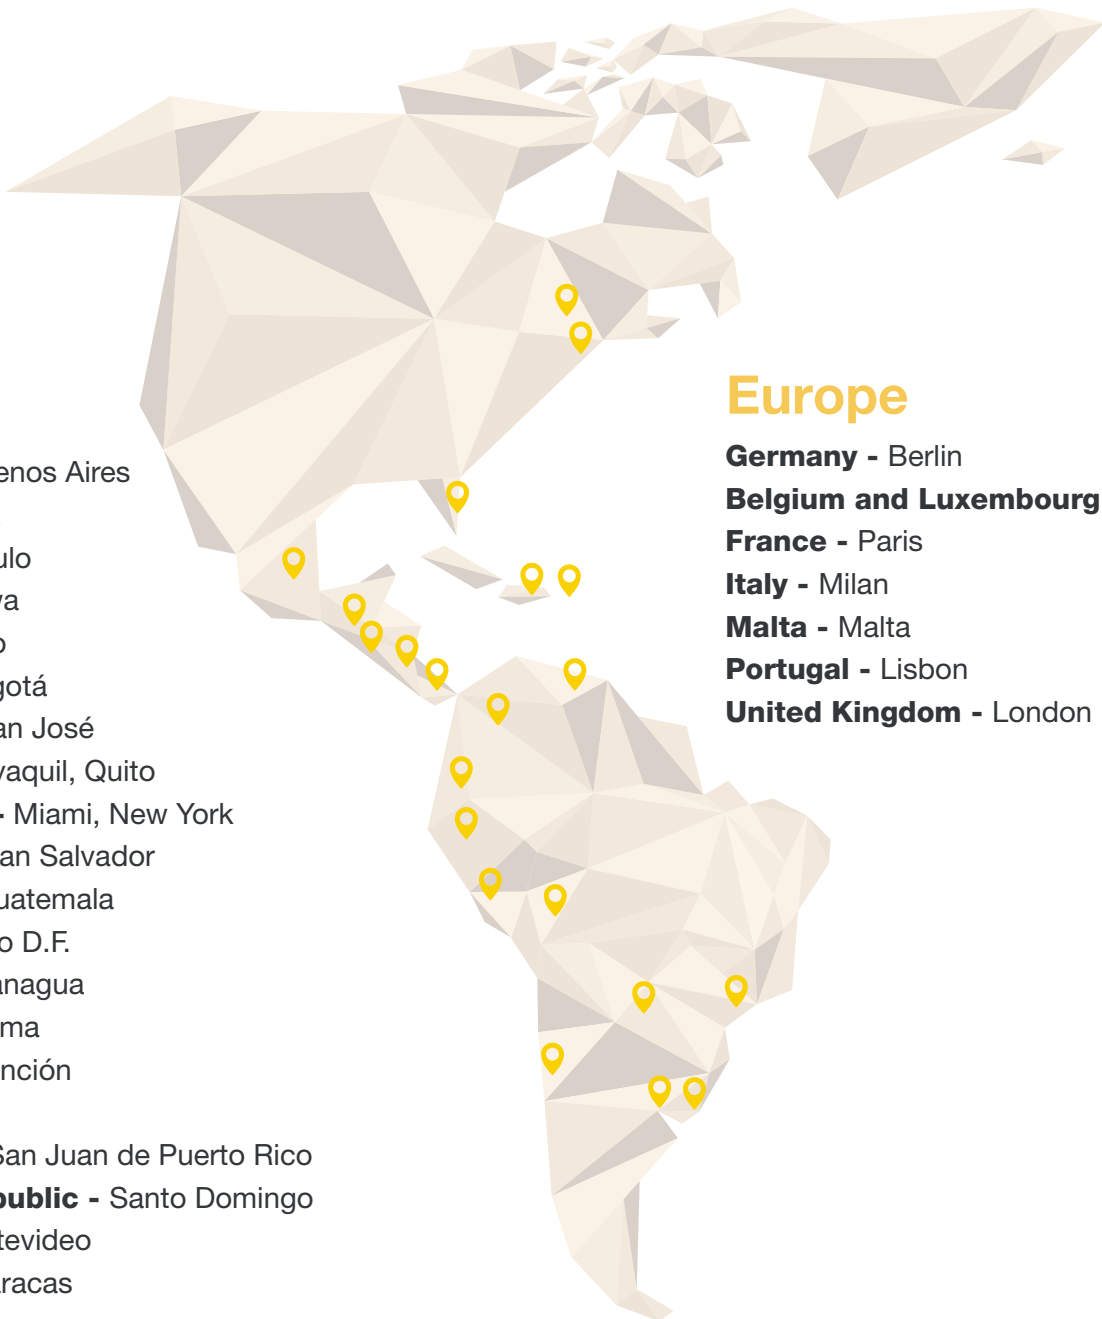 enos Aires
ulo
va
o
gotá
an José
yaquil, Quito
- Miami, New York
an Salvador
uatemala
o D.F.
anagua
ma
nción
San Juan de Puerto Rico
public - Santo Domingo
tevideo
racas
Europe
Germany - Berlin
Belgium and Luxembourg
France - Paris
Italy - Milan
Malta - Malta
Portugal - Lisbon
United Kingdom - London